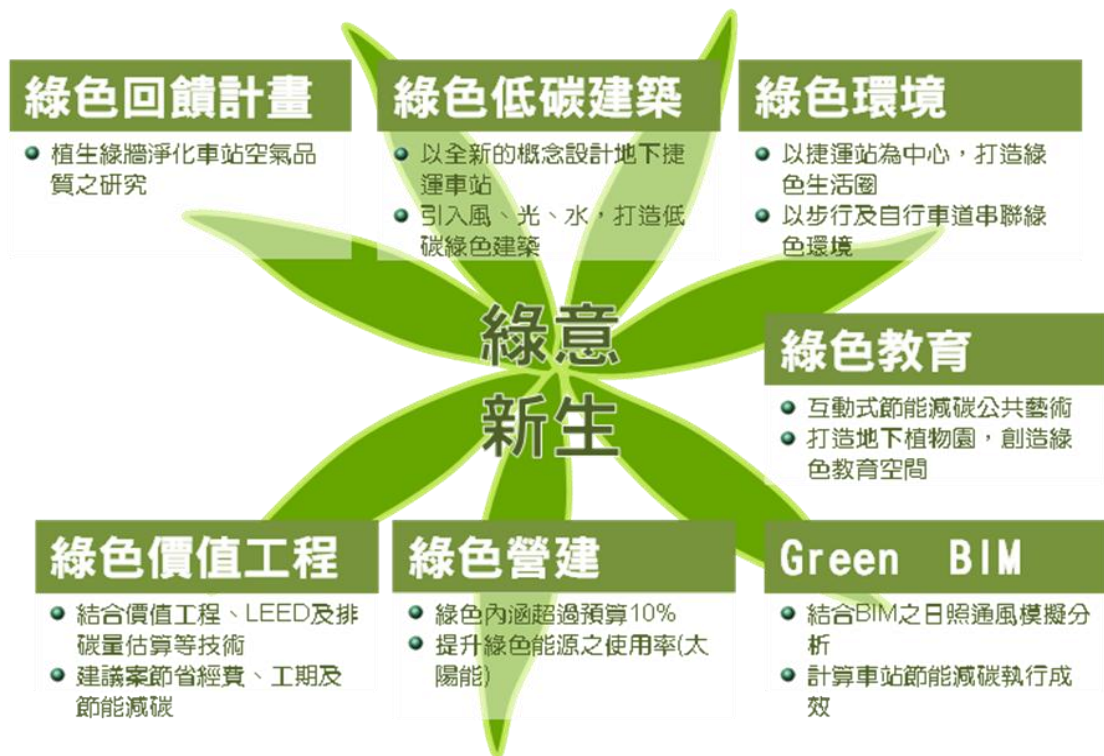 綠色回饋計畫
植生綠牆淨化車站空氣品
質之研究
綠色低碳建築
以全新的概念設計地下捷
運車站
引入風、光、水，打造低
碳綠色建築
綠色環境
以捷運站為中心，打造綠
色生活圈
以步行及自行車道串聯綠
色環境
綠意
新生
綠色教育
互動式節能減碳公共藝術
打造地下植物園，創造綠
色教育空間
綠色價值工程
結合價值工程、LEED及排
碳量估算等技術
建議案節省經費、工期及
節能減碳
綠色營建
綠色內涵超過預算10%
提升綠色能源之使用率(太
陽能)
Green BIM
結合BIM之日照通風模擬分
析
計算車站節能減碳執行成
效